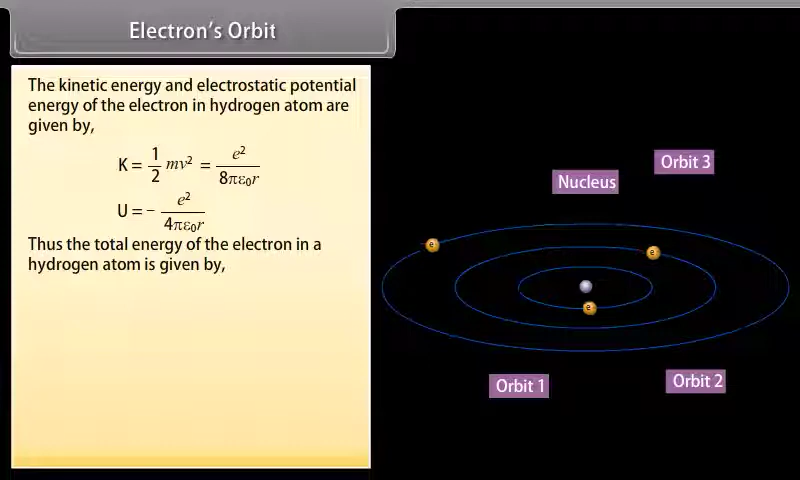 Electron's Orbit
The kinetic energy and electrostatic potential
energy of the electron in hydrogen atom are
given by,
K = 1/2 mv² = e²/8πε₀r
U = − e²/4πε₀r
Thus the total energy of the electron in a
hydrogen atom is given by,
Orbit 3
Nucleus
e⁻
e⁻
e⁻
Orbit 1
Orbit 2